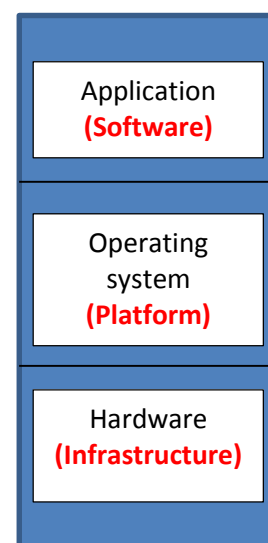 Application
(Software)
Operating
system
(Platform)
Hardware
(Infrastructure)